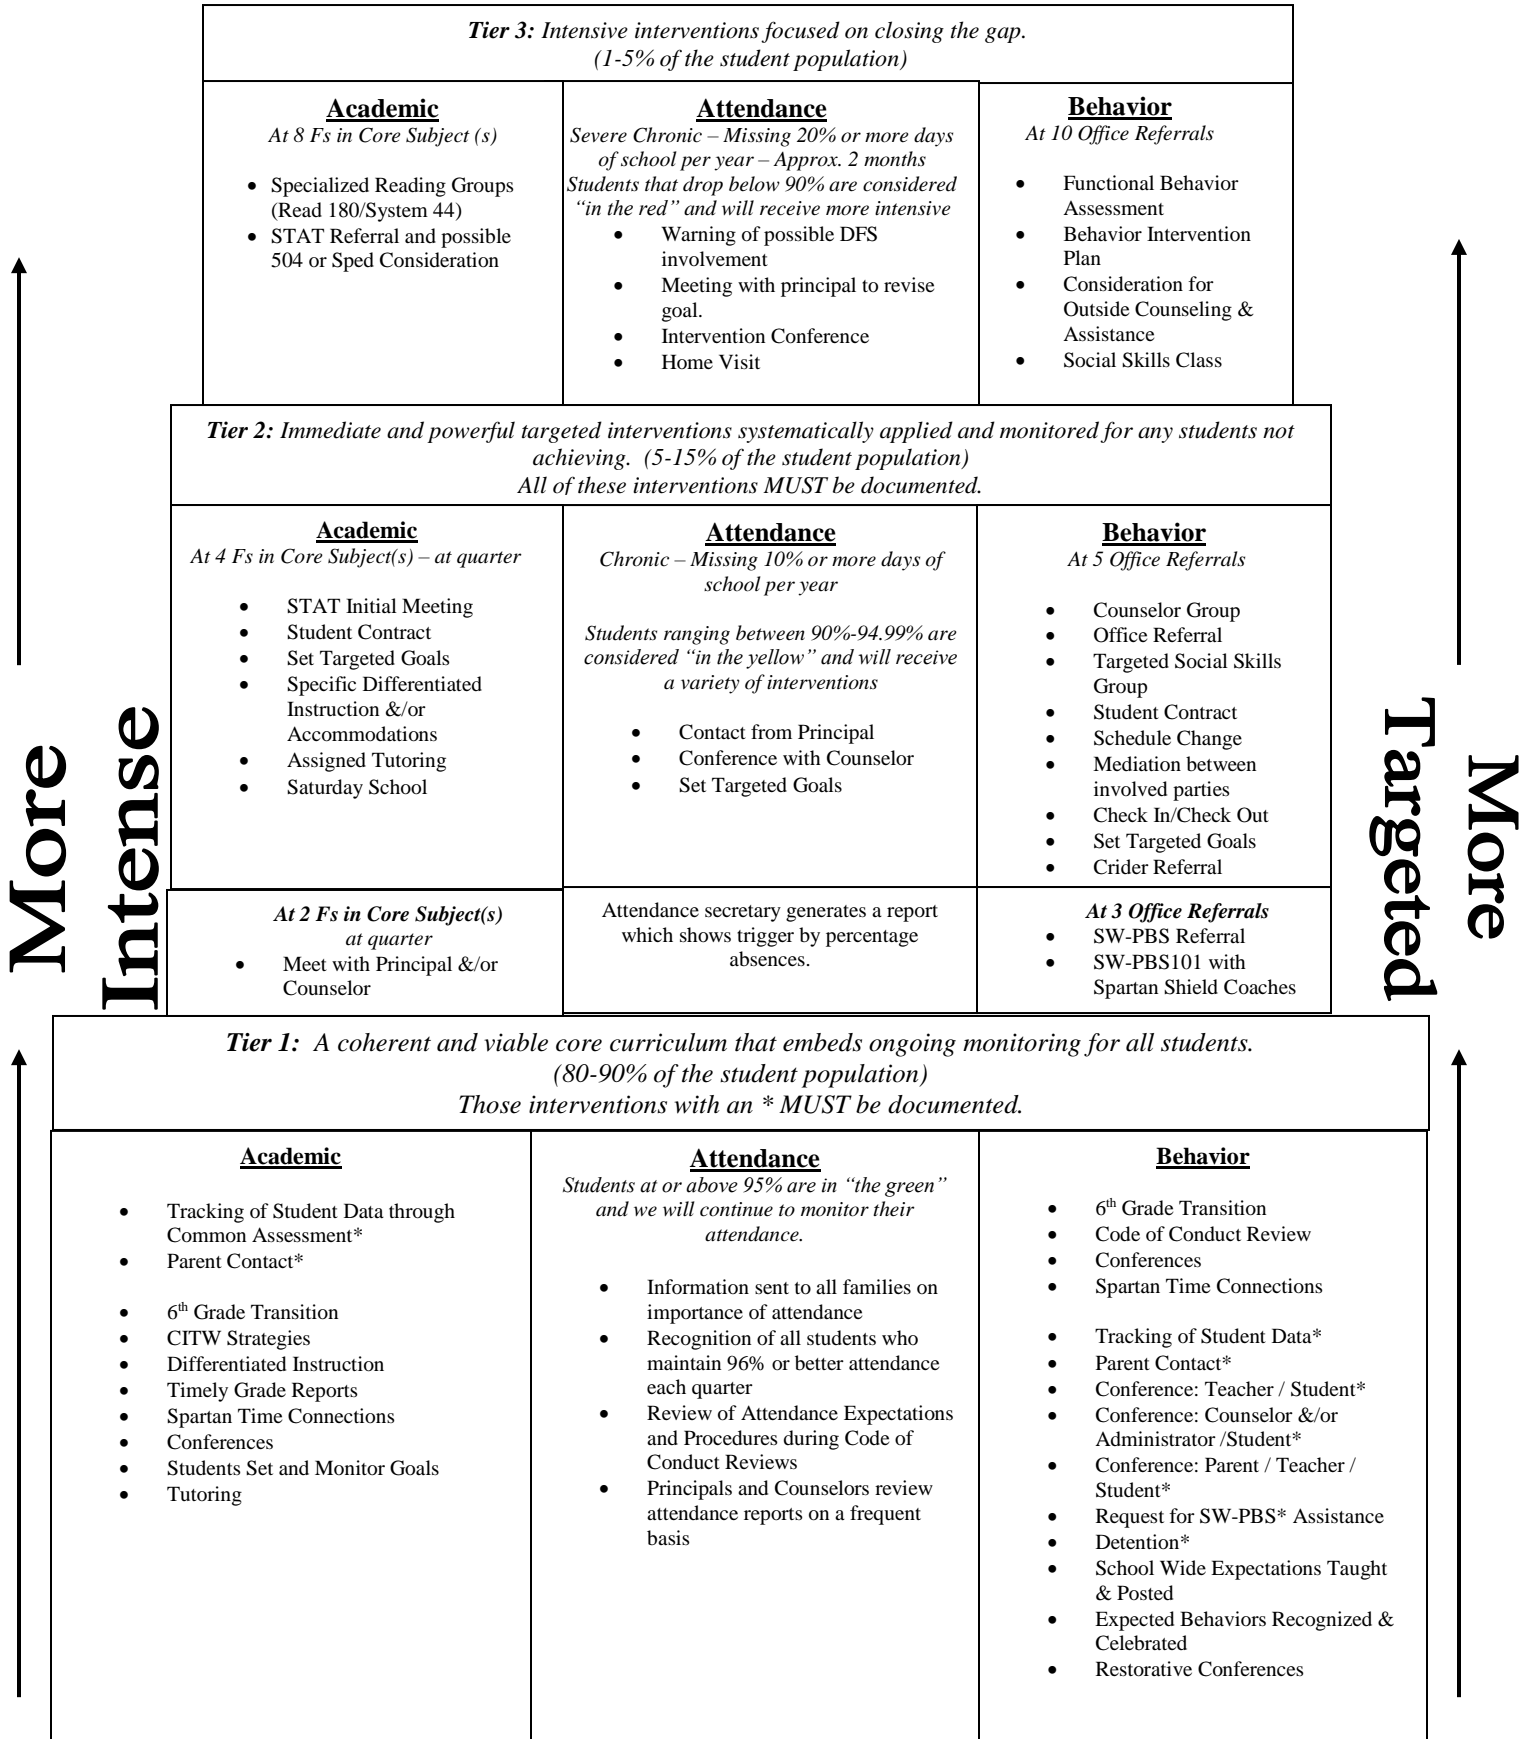 Tier 3: Intensive interventions focused on closing the gap.
(1-5% of the student population)
Academic
At 8 Fs in Core Subject (s)
• Specialized Reading Groups
(Read 180/System 44)
• STAT Referral and possible
504 or Sped Consideration
Attendance
Severe Chronic – Missing 20% or more days
of school per year – Approx. 2 months
Students that drop below 90% are considered
“in the red” and will receive more intensive
• Warning of possible DFS
involvement
• Meeting with principal to revise
goal.
• Intervention Conference
• Home Visit
Behavior
At 10 Office Referrals
• Functional Behavior
Assessment
• Behavior Intervention
Plan
• Consideration for
Outside Counseling &
Assistance
• Social Skills Class
Tier 2: Immediate and powerful targeted interventions systematically applied and monitored for any students not
achieving. (5-15% of the student population)
All of these interventions MUST be documented.
Academic
At 4 Fs in Core Subject(s) – at quarter
• STAT Initial Meeting
• Student Contract
• Set Targeted Goals
• Specific Differentiated
Instruction &/or
Accommodations
• Assigned Tutoring
• Saturday School
Attendance
Chronic – Missing 10% or more days of
school per year
Students ranging between 90%-94.99% are
considered “in the yellow” and will receive
a variety of interventions
• Contact from Principal
• Conference with Counselor
• Set Targeted Goals
Behavior
At 5 Office Referrals
• Counselor Group
• Office Referral
• Targeted Social Skills
Group
• Student Contract
• Schedule Change
• Mediation between
involved parties
• Check In/Check Out
• Set Targeted Goals
• Crider Referral
At 2 Fs in Core Subject(s)
at quarter
• Meet with Principal &/or
Counselor
Attendance secretary generates a report
which shows trigger by percentage
absences.
At 3 Office Referrals
• SW-PBS Referral
• SW-PBS101 with
Spartan Shield Coaches
More
Intense
More
Targeted
Tier 1: A coherent and viable core curriculum that embeds ongoing monitoring for all students.
(80-90% of the student population)
Those interventions with an * MUST be documented.
Academic
• Tracking of Student Data through
Common Assessment*
• Parent Contact*
• 6th Grade Transition
• CITW Strategies
• Differentiated Instruction
• Timely Grade Reports
• Spartan Time Connections
• Conferences
• Students Set and Monitor Goals
• Tutoring
Attendance
Students at or above 95% are in “the green”
and we will continue to monitor their
attendance.
• Information sent to all families on
importance of attendance
• Recognition of all students who
maintain 96% or better attendance
each quarter
• Review of Attendance Expectations
and Procedures during Code of
Conduct Reviews
• Principals and Counselors review
attendance reports on a frequent
basis
Behavior
• 6th Grade Transition
• Code of Conduct Review
• Conferences
• Spartan Time Connections
• Tracking of Student Data*
• Parent Contact*
• Conference: Teacher / Student*
• Conference: Counselor &/or
Administrator /Student*
• Conference: Parent / Teacher /
Student*
• Request for SW-PBS* Assistance
• Detention*
• School Wide Expectations Taught
& Posted
• Expected Behaviors Recognized &
Celebrated
• Restorative Conferences